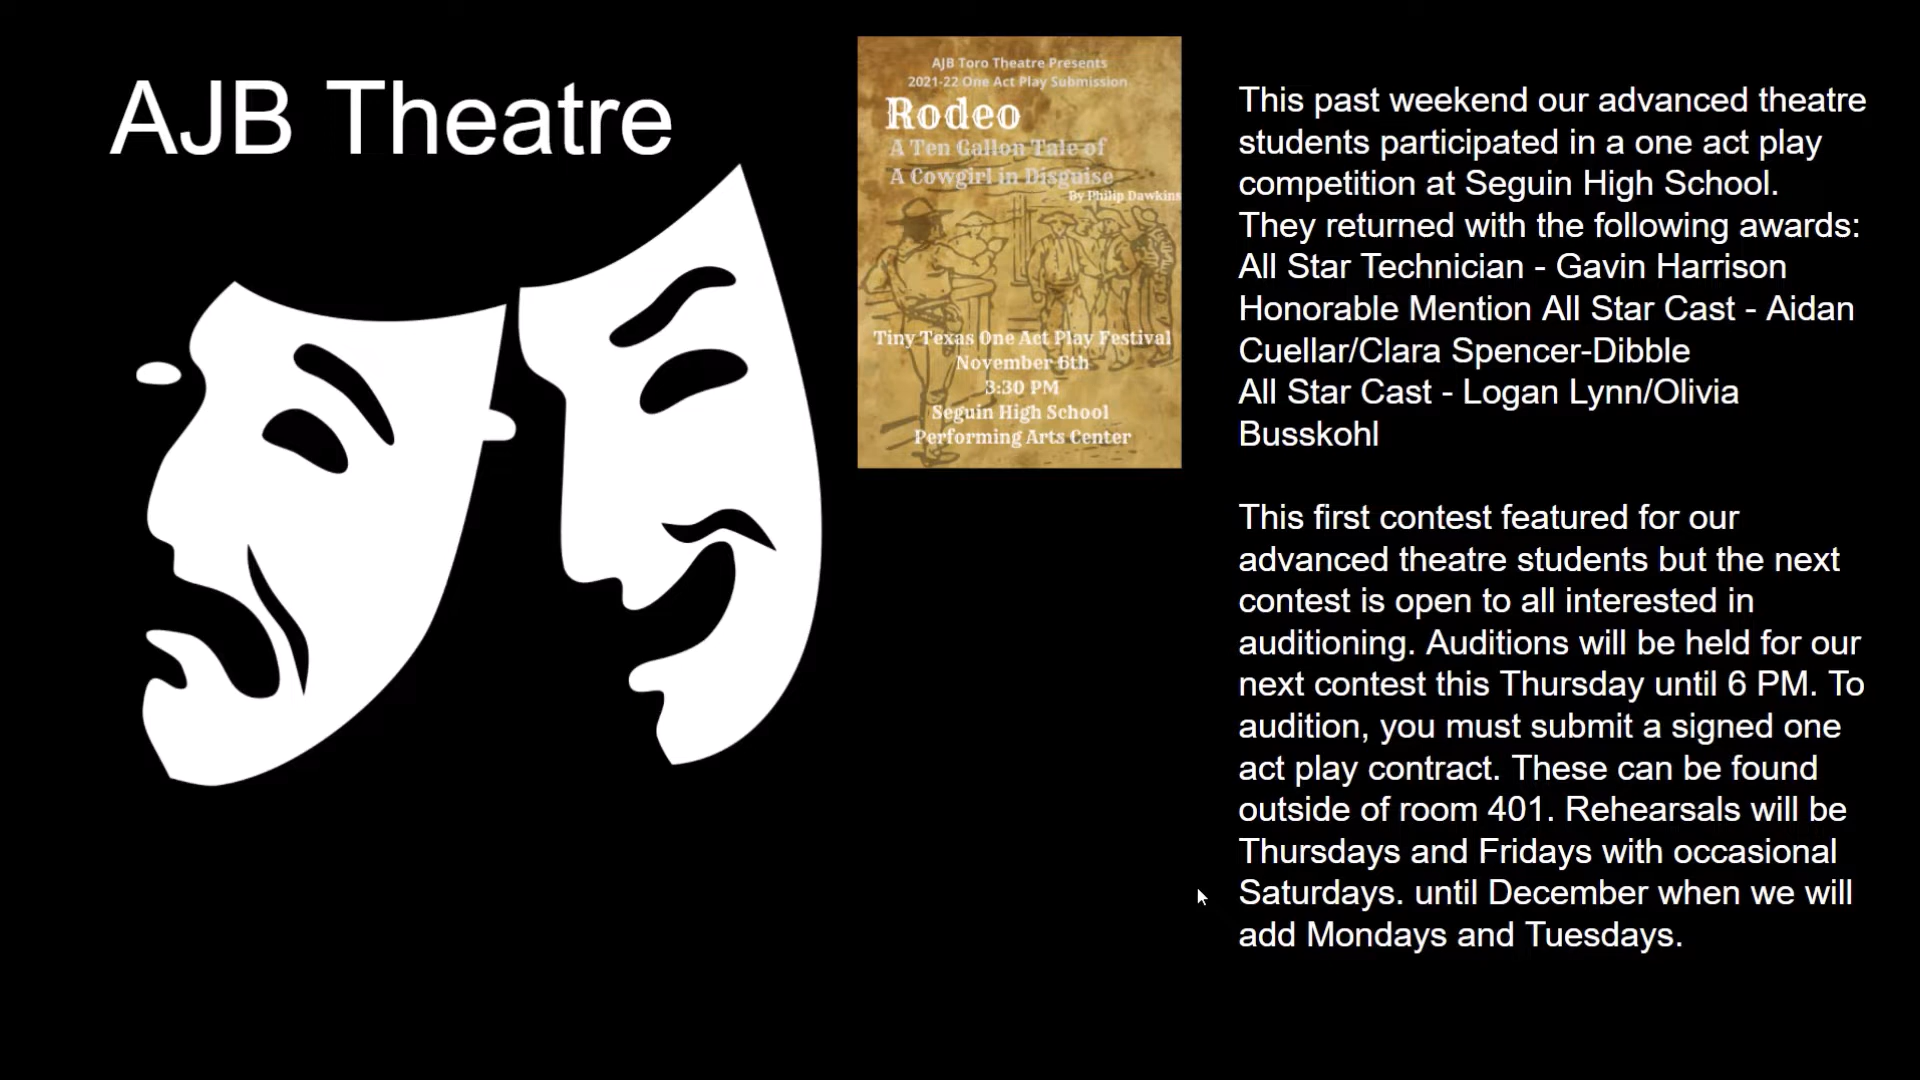 AJB Theatre
AJB Toro Theatre Presents
2021-22 One Act Play Submission
Rodeo
A Ten Gallon Tale of
A Cowgirl in Disguise
By Philip Dawkins
Tiny Texas One Act Play Festival
November 6th
3:30 PM
Seguin High School
Performing Arts Center
This past weekend our advanced theatre
students participated in a one act play
competition at Seguin High School.
They returned with the following awards:
All Star Technician - Gavin Harrison
Honorable Mention All Star Cast - Aidan
Cuellar/Clara Spencer-Dibble
All Star Cast - Logan Lynn/Olivia
Busskohl
This first contest featured for our
advanced theatre students but the next
contest is open to all interested in
auditioning. Auditions will be held for our
next contest this Thursday until 6 PM. To
audition, you must submit a signed one
act play contract. These can be found
outside of room 401. Rehearsals will be
Thursdays and Fridays with occasional
Saturdays. until December when we will
add Mondays and Tuesdays.